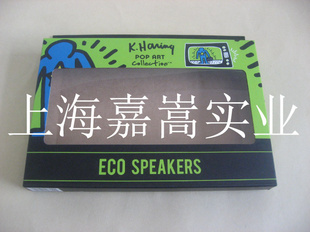 K.Haring
POP ART
Collection
上海嘉嵩实业
ECO SPEAKERS